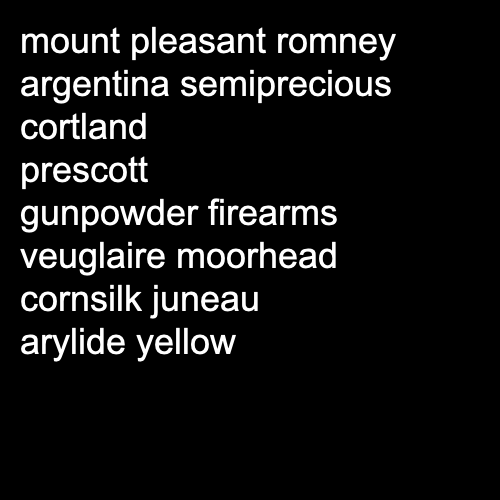 mount pleasant romney
argentina semiprecious
cortland
prescott
gunpowder firearms
veuglaire moorhead
cornsilk juneau
arylide yellow